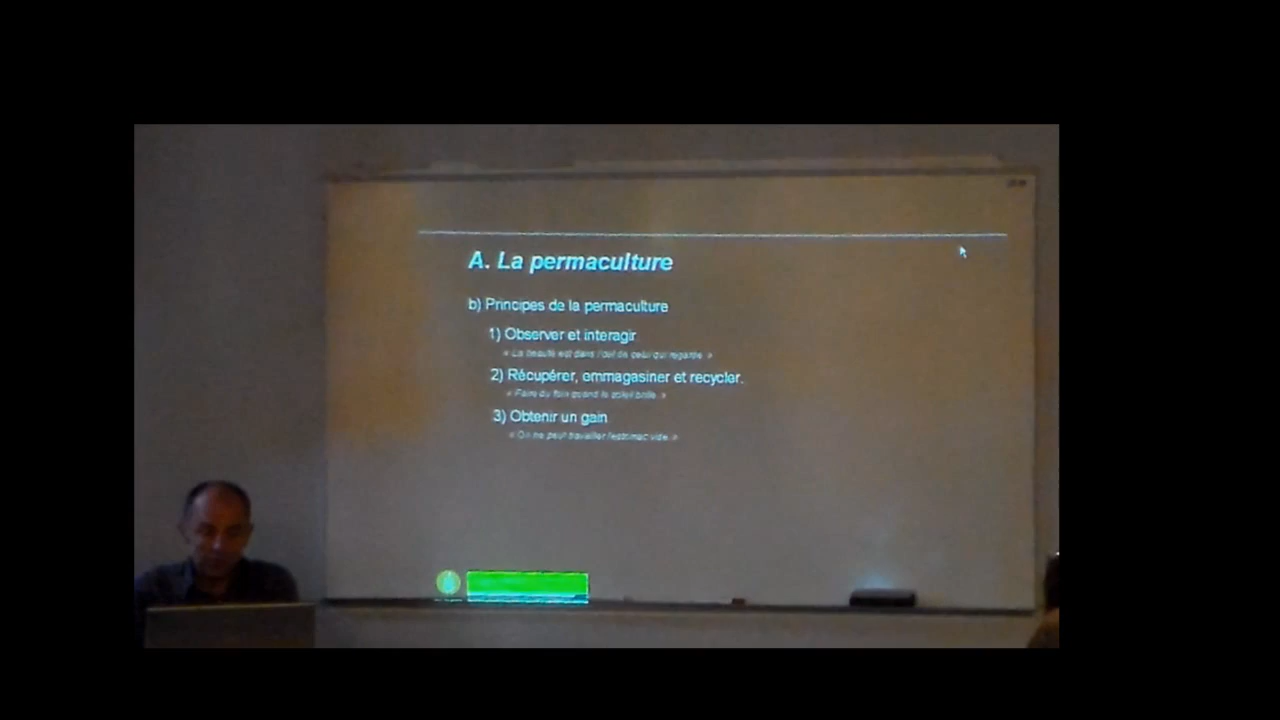 A. La permaculture
b) Principes de la permaculture
1) Observer et interagir
« La beauté est dans l'œil de celui qui regarde »
2) Récupérer, emmagasiner et recycler.
« Faire du foin quand le soleil brille. »
3) Obtenir un gain
« On ne peut travailler l'estomac vide. »